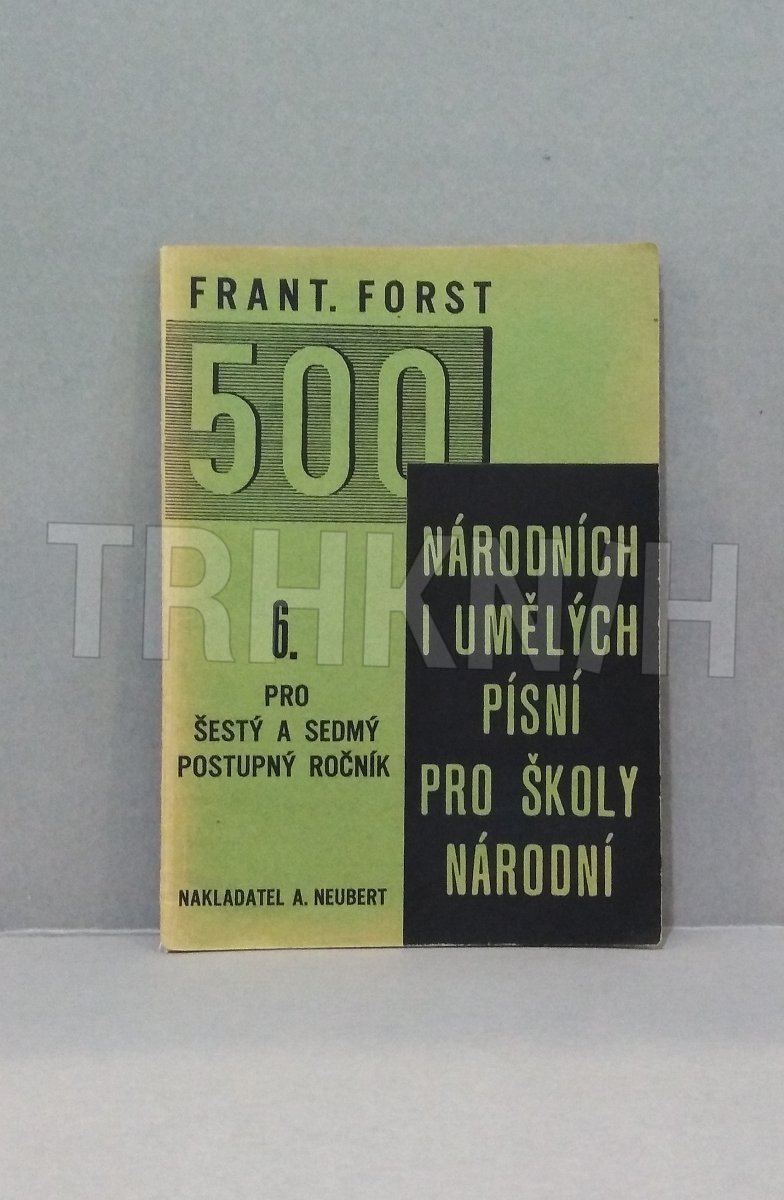 FRANT. FORST
500
NÁRODNÍCH
I UMĚLÝCH
PÍSNÍ
PRO ŠKOLY
NÁRODNÍ
6.
PRO
ŠESTÝ A SEDMÝ
POSTUPNÝ ROČNÍK
NAKLADATEL A. NEUBERT
TRHKNIH